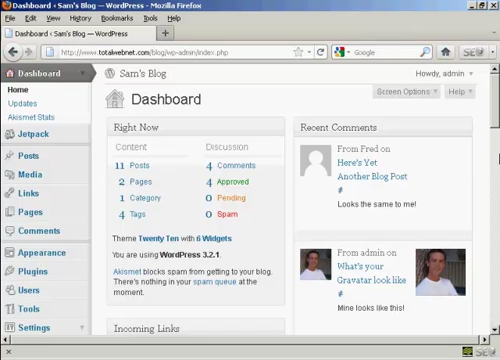 Dashboard ‹ Sam's Blog — WordPress - Mozilla Firefox
File Edit View History Bookmarks Tools Help
Dashboard ‹ Sam's Blog — WordPress
http://www.totalwebnet.com/blog/wp-admin/index.php
Google
SEO
Dashboard
Sam's Blog
Howdy, admin
Home
Updates
Akismet Stats
Jetpack
Posts
Media
Links
Pages
Comments
Appearance
Plugins
Users
Tools
Settings
Screen Options
Help
Dashboard
Right Now
Content
Discussion
11 Posts
4 Comments
2 Pages
4 Approved
1 Category
0 Pending
4 Tags
0 Spam
Theme Twenty Ten with 6 Widgets
You are using WordPress 3.2.1.
Akismet blocks spam from getting to your blog.
There's nothing in your spam queue at the
moment.
Incoming Links
Recent Comments
From Fred on
Here's Yet
Another Blog Post
#
Looks the same to me!
From admin on
What's your
Gravatar look like
#
Mine looks like this!
SEO